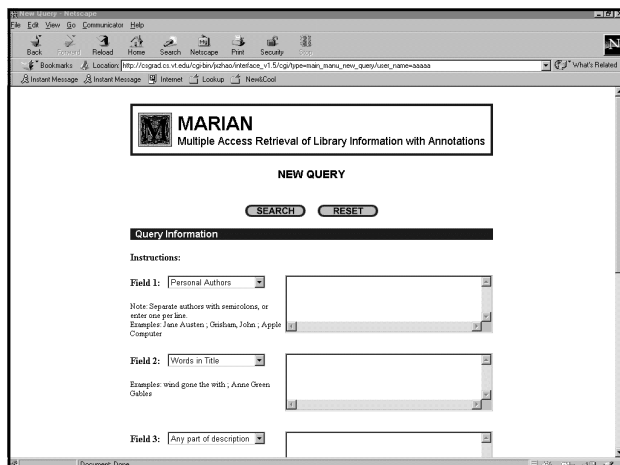 New Query - Netscape
File Edit View Go Communicator Help
Back Forward Reload Home Search Netscape Print Security Stop
Bookmarks Location: http://csgrad.cs.vt.edu/cgi-bin/jxzhao/interface_v1.5/cgi/type=main_manu_new_query/user_name=aaaaa What's Related
Instant Message Instant Message Internet Lookup New&Cool
M MARIAN
Multiple Access Retrieval of Library Information with Annotations
NEW QUERY
SEARCH RESET
Query Information
Instructions:
Field 1: Personal Authors
Note: Separate authors with semicolons, or
enter one per line.
Examples: Jane Austen ; Grisham, John ; Apple
Computer
Field 2: Words in Title
Examples: wind gone the with ; Anne Green
Gables
Field 3: Any part of description
Document: Done